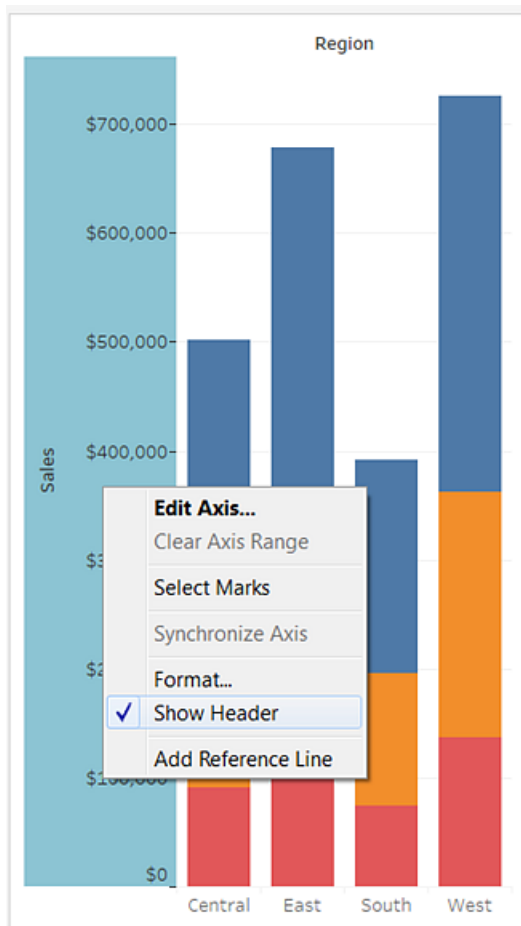 Region
$700,000
$600,000
$500,000
$400,000
Sales
Edit Axis...
Clear Axis Range
Select Marks
Synchronize Axis
Format...
Show Header
Add Reference Line
$0
Central East South West